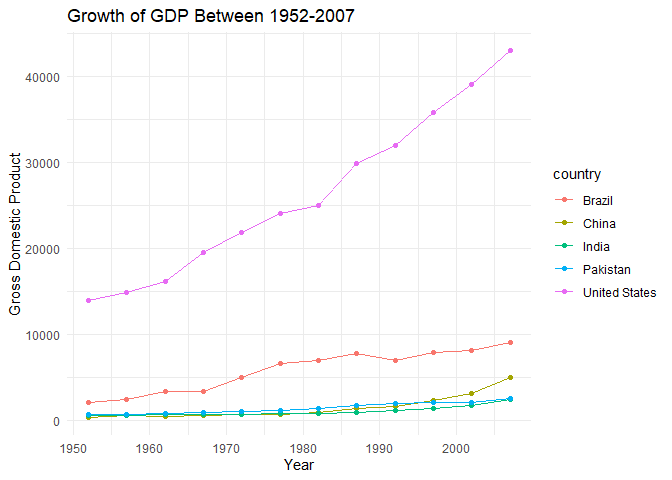 Growth of GDP Between 1952-2007
Gross Domestic Product
40000
30000
20000
10000
0
1950
1960
1970
1980
1990
2000
Year
country
Brazil
China
India
Pakistan
United States